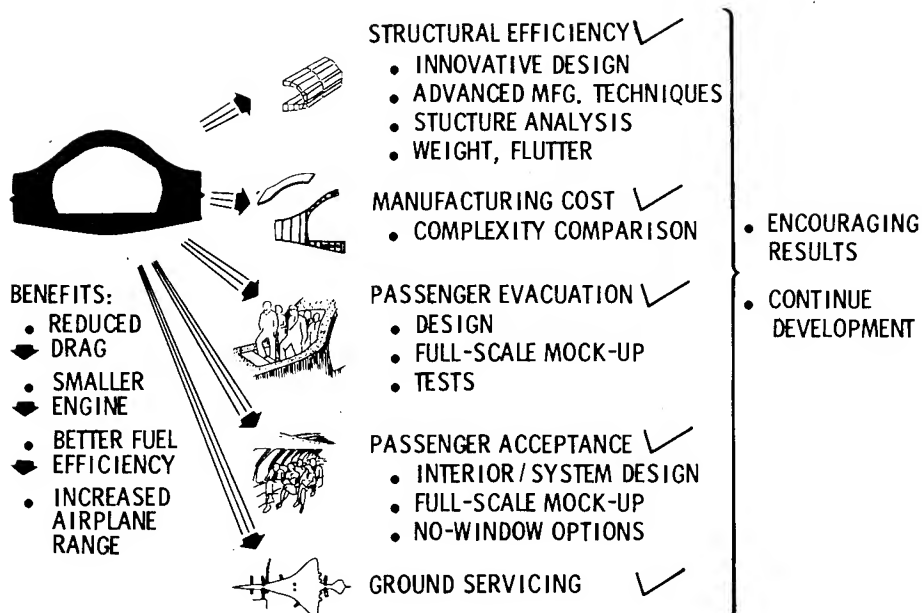 STRUCTURAL EFFICIENCY
• INNOVATIVE DESIGN
• ADVANCED MFG. TECHNIQUES
• STUCTURE ANALYSIS
• WEIGHT, FLUTTER
MANUFACTURING COST
• COMPLEXITY COMPARISON
PASSENGER EVACUATION
• DESIGN
• FULL-SCALE MOCK-UP
• TESTS
PASSENGER ACCEPTANCE
• INTERIOR/SYSTEM DESIGN
• FULL-SCALE MOCK-UP
• NO-WINDOW OPTIONS
GROUND SERVICING
BENEFITS:
• REDUCED
DRAG
• SMALLER
ENGINE
• BETTER FUEL
EFFICIENCY
• INCREASED
AIRPLANE
RANGE
• ENCOURAGING
RESULTS
• CONTINUE
DEVELOPMENT